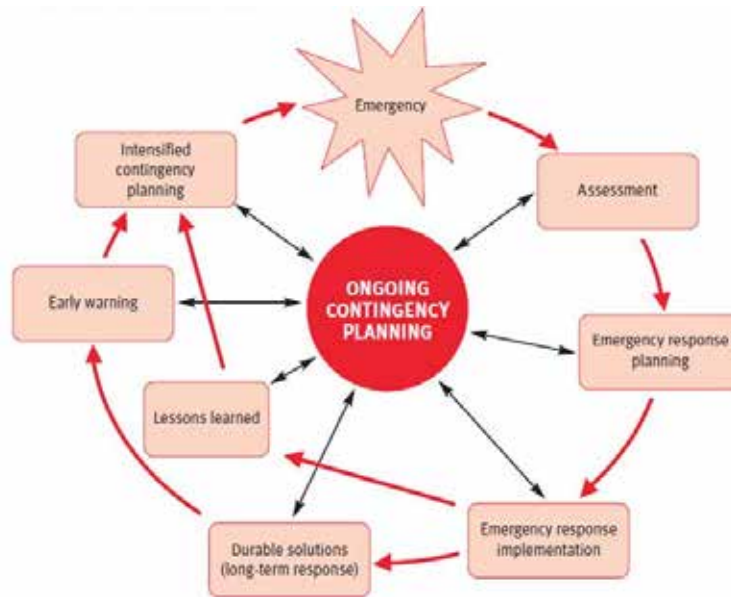 Emergency
Intensified
contingency
planning
Assessment
ONGOING
CONTINGENCY
PLANNING
Early warning
Emergency response
planning
Lessons learned
Durable solutions
(long-term response)
Emergency response
implementation